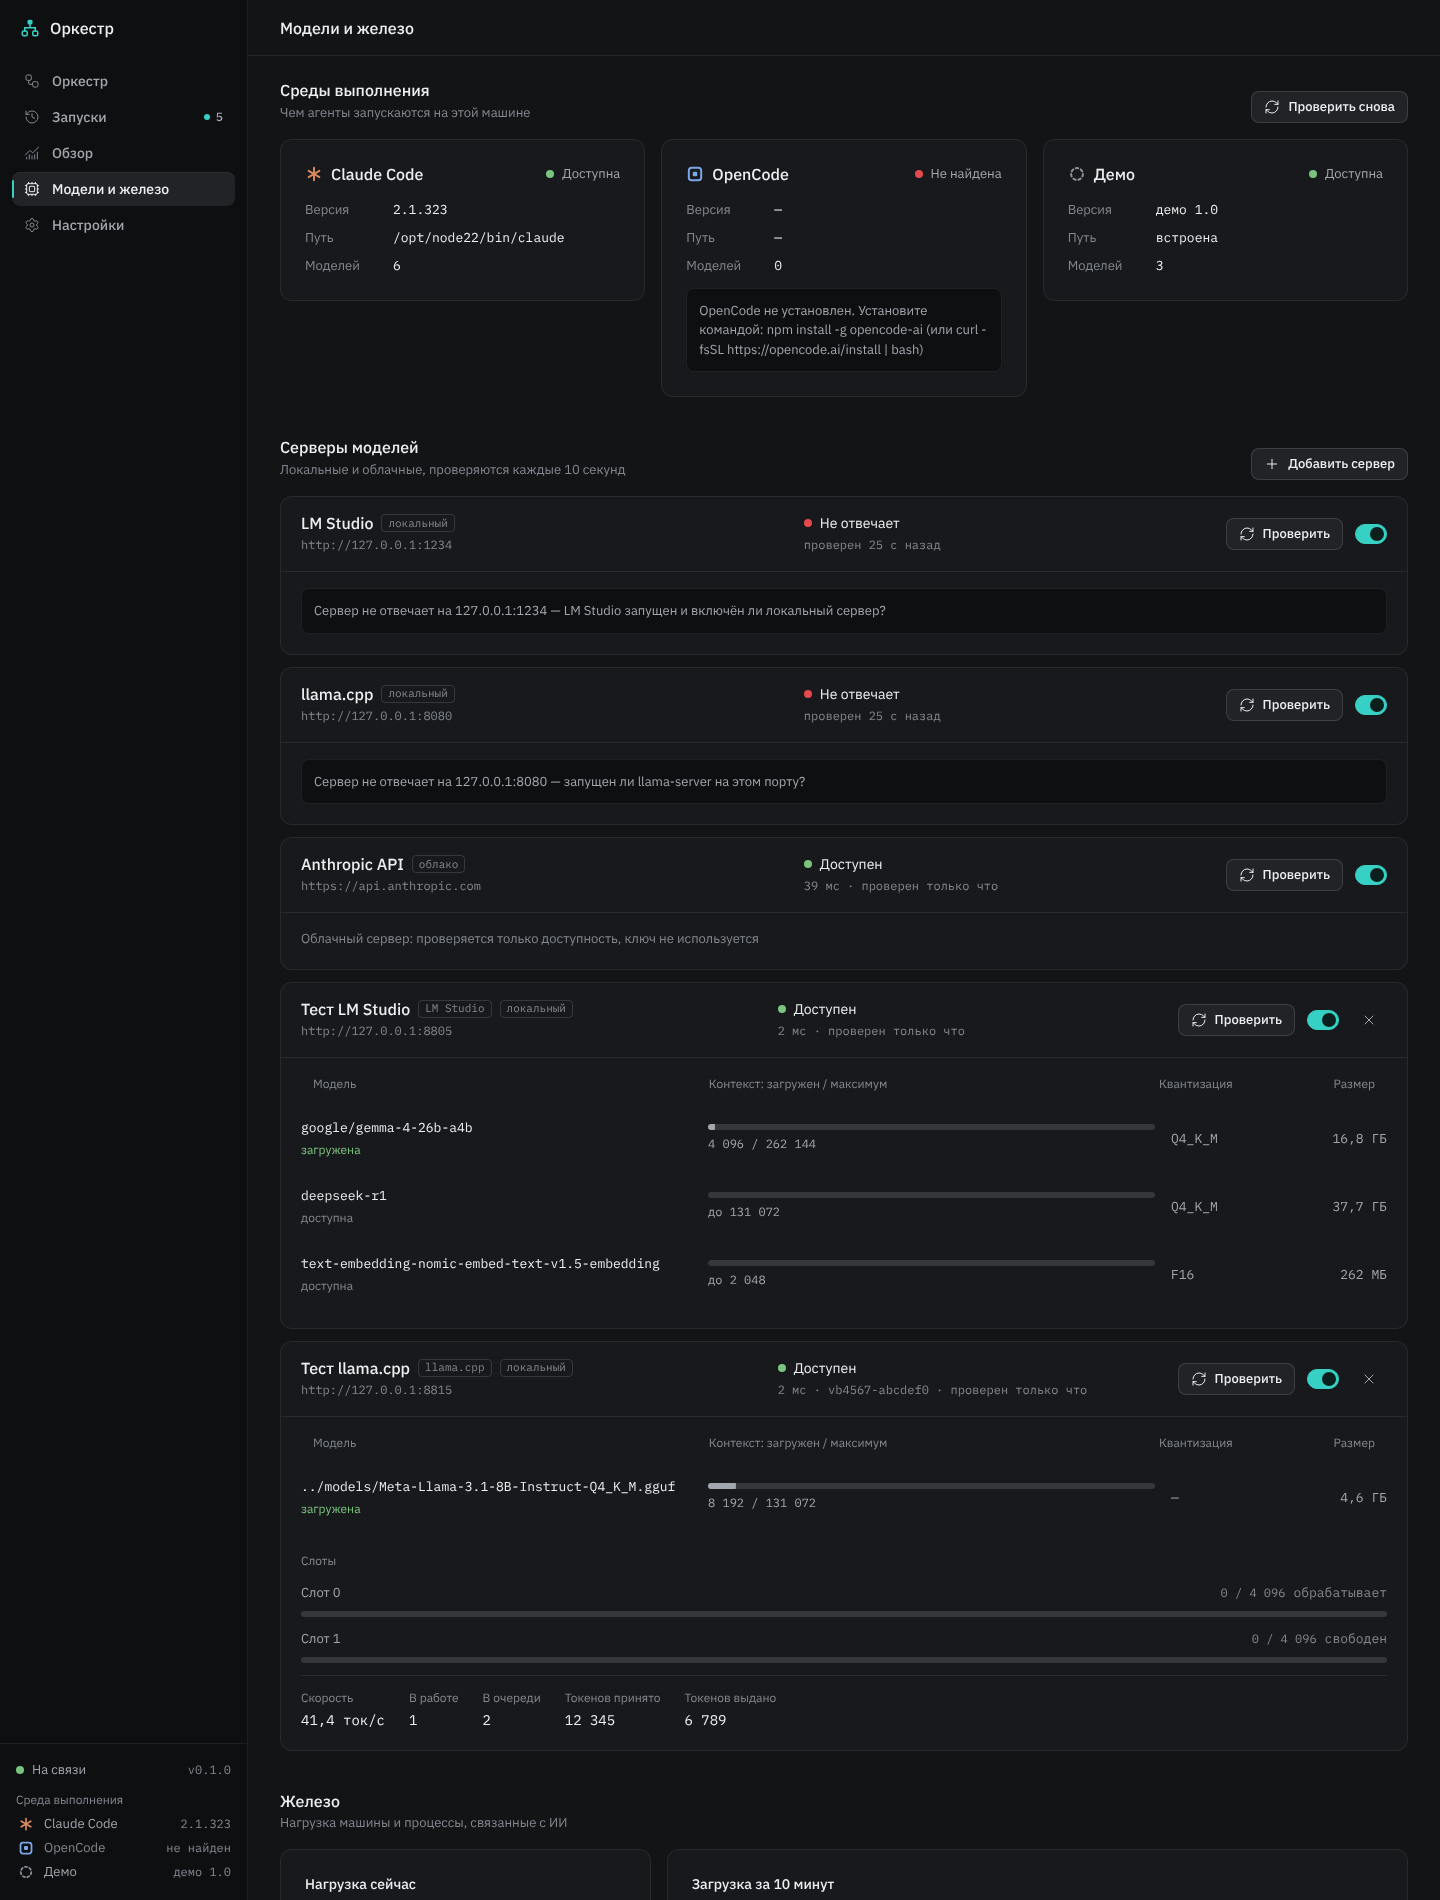 Оркестр
Оркестр
Запуски 5
Обзор
Модели и железо
Настройки
На связи v0.1.0
Среда выполнения
Claude Code 2.1.323
OpenCode не найден
Демо демо 1.0
Модели и железо
Среды выполнения
Чем агенты запускаются на этой машине
Проверить снова
Claude Code Доступна
Версия 2.1.323
Путь /opt/node22/bin/claude
Моделей 6
OpenCode Не найдена
Версия —
Путь —
Моделей 0
OpenCode не установлен. Установите
командой: npm install -g opencode-ai (или curl -
fsSL https://opencode.ai/install | bash)
Демо Доступна
Версия демо 1.0
Путь встроена
Моделей 3
Серверы моделей
Локальные и облачные, проверяются каждые 10 секунд
Добавить сервер
LM Studio локальный
http://127.0.0.1:1234
Не отвечает
проверен 25 с назад
Проверить
Сервер не отвечает на 127.0.0.1:1234 — LM Studio запущен и включён ли локальный сервер?
llama.cpp локальный
http://127.0.0.1:8080
Не отвечает
проверен 25 с назад
Проверить
Сервер не отвечает на 127.0.0.1:8080 — запущен ли llama-server на этом порту?
Anthropic API облако
https://api.anthropic.com
Доступен
39 мс · проверен только что
Проверить
Облачный сервер: проверяется только доступность, ключ не используется
Тест LM Studio LM Studio локальный
http://127.0.0.1:8805
Доступен
2 мс · проверен только что
Проверить
Модель Контекст: загружен / максимум Квантизация Размер
google/gemma-4-26b-a4b
загружена
4 096 / 262 144
Q4_K_M 16,8 ГБ
deepseek-r1
доступна
до 131 072
Q4_K_M 37,7 ГБ
text-embedding-nomic-embed-text-v1.5-embedding
доступна
до 2 048
F16 262 МБ
Тест llama.cpp llama.cpp локальный
http://127.0.0.1:8815
Доступен
2 мс · vb4567-abcdef0 · проверен только что
Проверить
Модель Контекст: загружен / максимум Квантизация Размер
../models/Meta-Llama-3.1-8B-Instruct-Q4_K_M.gguf
загружена
8 192 / 131 072
— 4,6 ГБ
Слоты
Слот 0 0 / 4 096 обрабатывает
Слот 1 0 / 4 096 свободен
Скорость В работе В очереди Токенов принято Токенов выдано
41,4 ток/с 1 2 12 345 6 789
Железо
Нагрузка машины и процессы, связанные с ИИ
Нагрузка сейчас
Загрузка за 10 минут